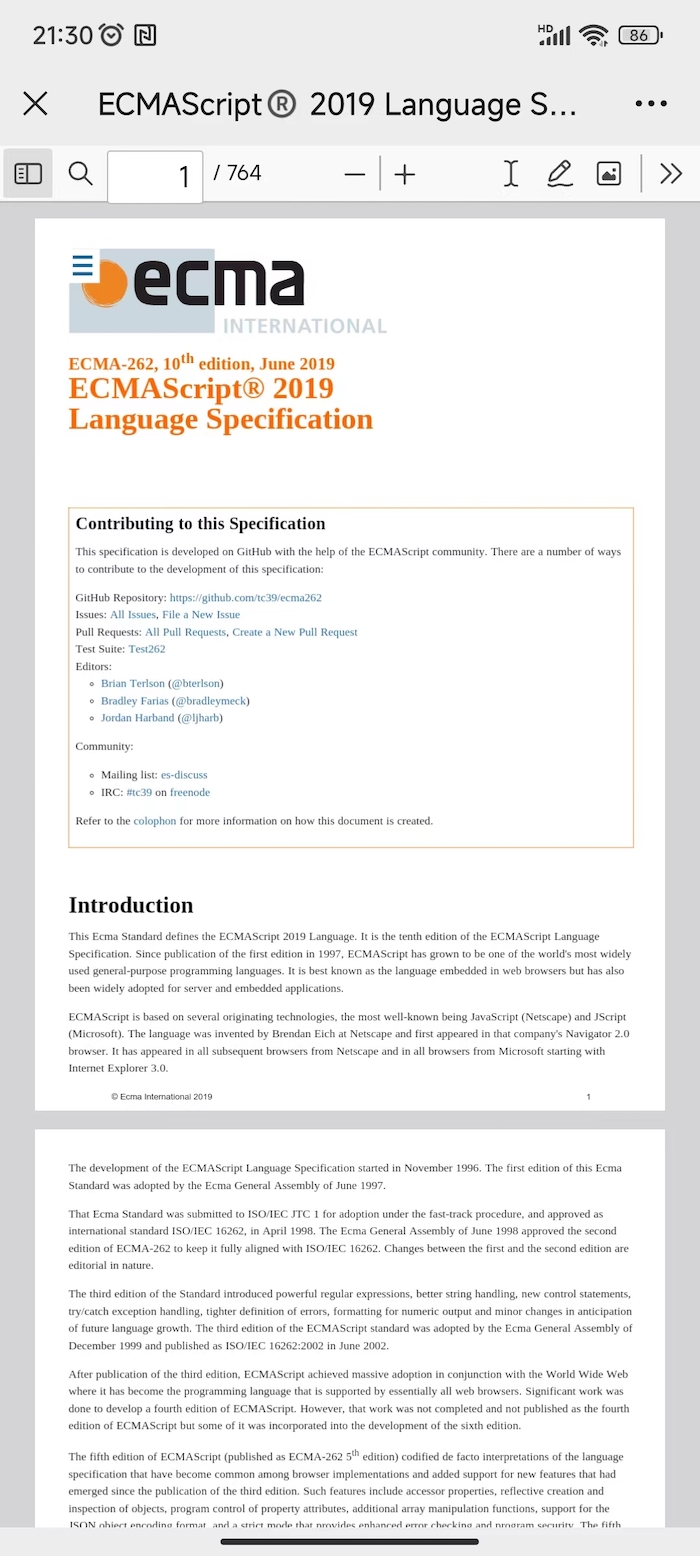 21:30
HD
86
ECMAScript® 2019 Language S...
1 / 764
ecma
INTERNATIONAL
ECMA-262, 10th edition, June 2019
ECMAScript® 2019
Language Specification
Contributing to this Specification
This specification is developed on GitHub with the help of the ECMAScript community. There are a number of ways
to contribute to the development of this specification:
GitHub Repository: https://github.com/tc39/ecma262
Issues: All Issues, File a New Issue
Pull Requests: All Pull Requests, Create a New Pull Request
Test Suite: Test262
Editors:
Brian Terlson (@bterlson)
Bradley Farias (@bradleymeck)
Jordan Harband (@ljharb)
Community:
Mailing list: es-discuss
IRC: #tc39 on freenode
Refer to the colophon for more information on how this document is created.
Introduction
This Ecma Standard defines the ECMAScript 2019 Language. It is the tenth edition of the ECMAScript Language
Specification. Since publication of the first edition in 1997, ECMAScript has grown to be one of the world's most widely
used general-purpose programming languages. It is best known as the language embedded in web browsers but has also
been widely adopted for server and embedded applications.
ECMAScript is based on several originating technologies, the most well-known being JavaScript (Netscape) and JScript
(Microsoft). The language was invented by Brendan Eich at Netscape and first appeared in that company's Navigator 2.0
browser. It has appeared in all subsequent browsers from Netscape and in all browsers from Microsoft starting with
Internet Explorer 3.0.
© Ecma International 2019 1
The development of the ECMAScript Language Specification started in November 1996. The first edition of this Ecma
Standard was adopted by the Ecma General Assembly of June 1997.
That Ecma Standard was submitted to ISO/IEC JTC 1 for adoption under the fast-track procedure, and approved as
international standard ISO/IEC 16262, in April 1998. The Ecma General Assembly of June 1998 approved the second
edition of ECMA-262 to keep it fully aligned with ISO/IEC 16262. Changes between the first and the second edition are
editorial in nature.
The third edition of the Standard introduced powerful regular expressions, better string handling, new control statements,
try/catch exception handling, tighter definition of errors, formatting for numeric output and minor changes in anticipation
of future language growth. The third edition of the ECMAScript standard was adopted by the Ecma General Assembly of
December 1999 and published as ISO/IEC 16262:2002 in June 2002.
After publication of the third edition, ECMAScript achieved massive adoption in conjunction with the World Wide Web
where it has become the programming language that is supported by essentially all web browsers. Significant work was
done to develop a fourth edition of ECMAScript. However, that work was not completed and not published as the fourth
edition of ECMAScript but some of it was incorporated into the development of the sixth edition.
The fifth edition of ECMAScript (published as ECMA-262 5th edition) codified de facto interpretations of the language
specification that have become common among browser implementations and added support for new features that had
emerged since the publication of the third edition. Such features include accessor properties, reflective creation and
inspection of objects, program control of property attributes, additional array manipulation functions, support for the
JSON object encoding format, and a strict mode that provides enhanced error checking and program security. The fifth